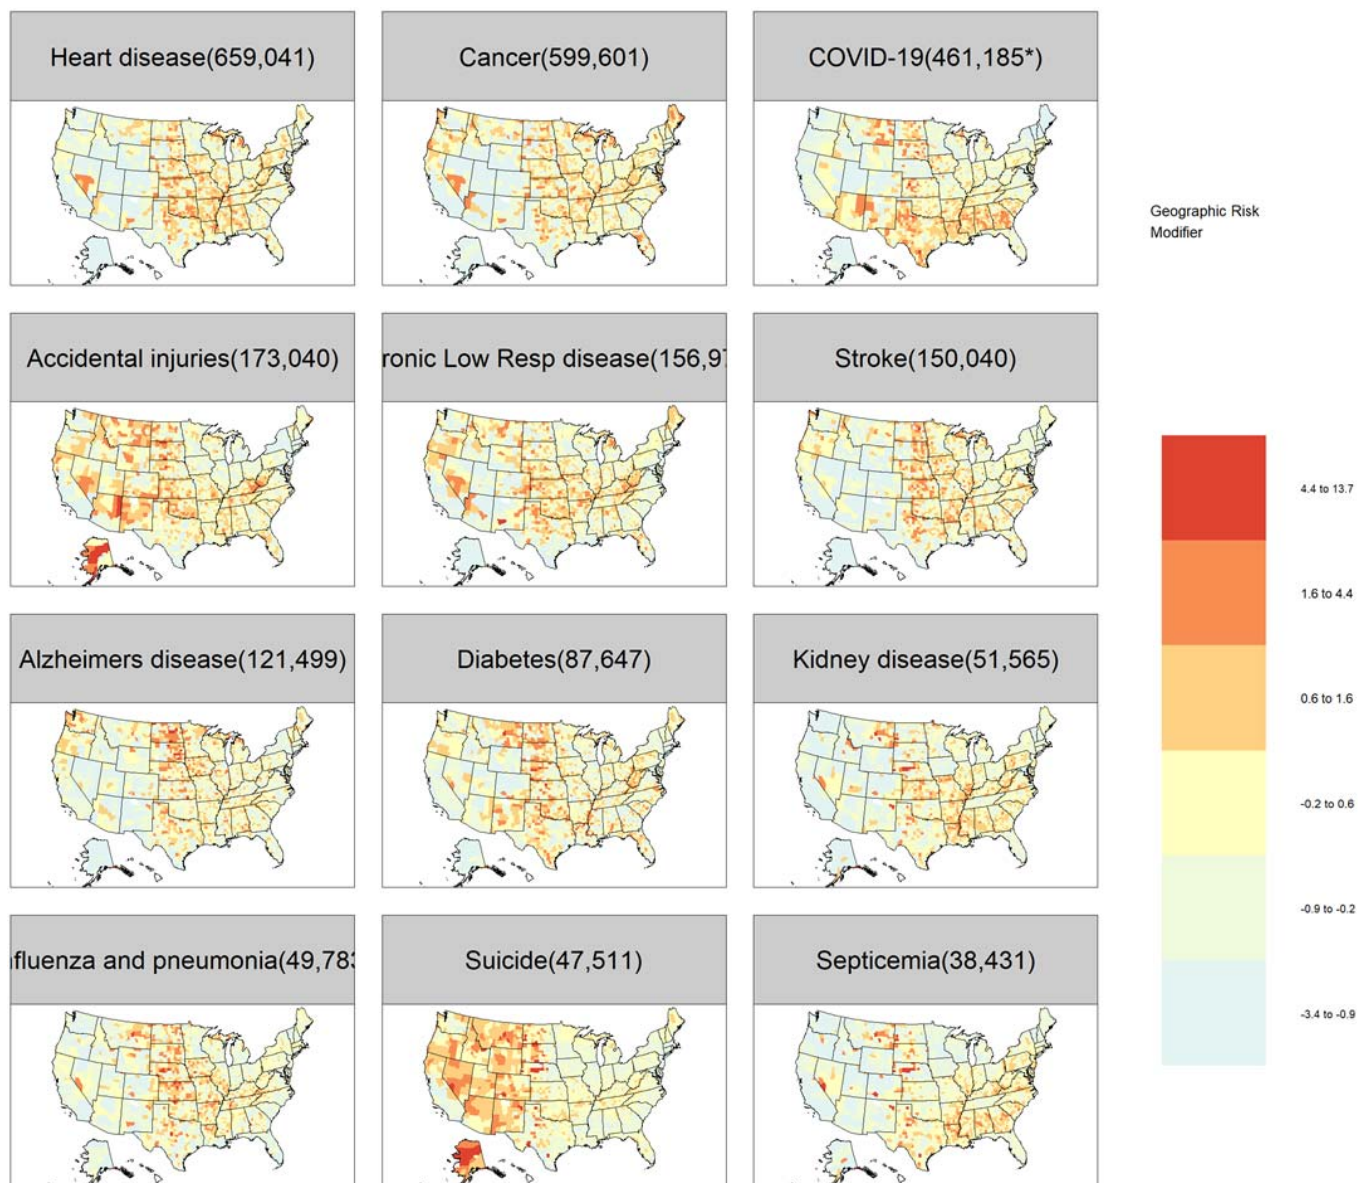 Heart disease(659,041)
Cancer(599,601)
COVID-19(461,185*)
Geographic Risk
Modifier
Accidental injuries(173,040)
ronic Low Resp disease(156,97
Stroke(150,040)
4.4 to 13.7
1.6 to 4.4
0.6 to 1.6
-0.2 to 0.6
-0.9 to -0.2
-3.4 to -0.9
Alzheimers disease(121,499)
Diabetes(87,647)
Kidney disease(51,565)
nfluenza and pneumonia(49,783
Suicide(47,511)
Septicemia(38,431)